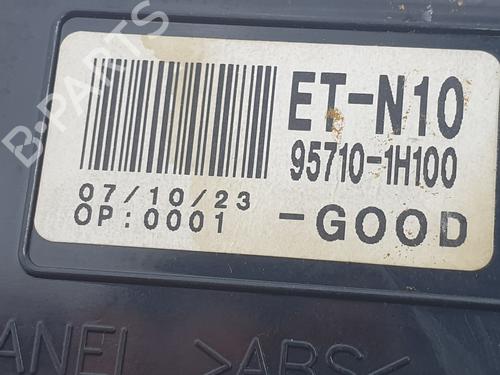 ET-N10
95710-1H100
07/10/23
OP:0001
-GOOD
B-PARTS
>ABS<